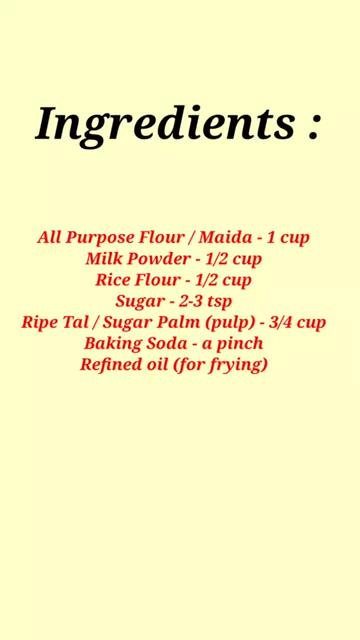 Ingredients :
All Purpose Flour / Maida - 1 cup
Milk Powder - 1/2 cup
Rice Flour - 1/2 cup
Sugar - 2-3 tsp
Ripe Tal / Sugar Palm (pulp) - 3/4 cup
Baking Soda - a pinch
Refined oil (for frying)